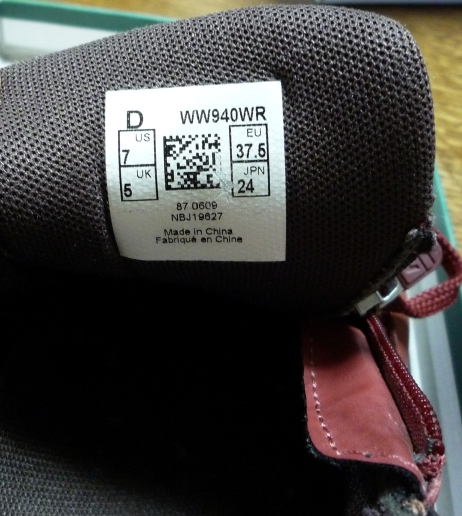 D WW940WR
US EU
7 37.5
UK JPN
5 24
87 0609
NBJ19627
Made in China
Fabriqué en Chine